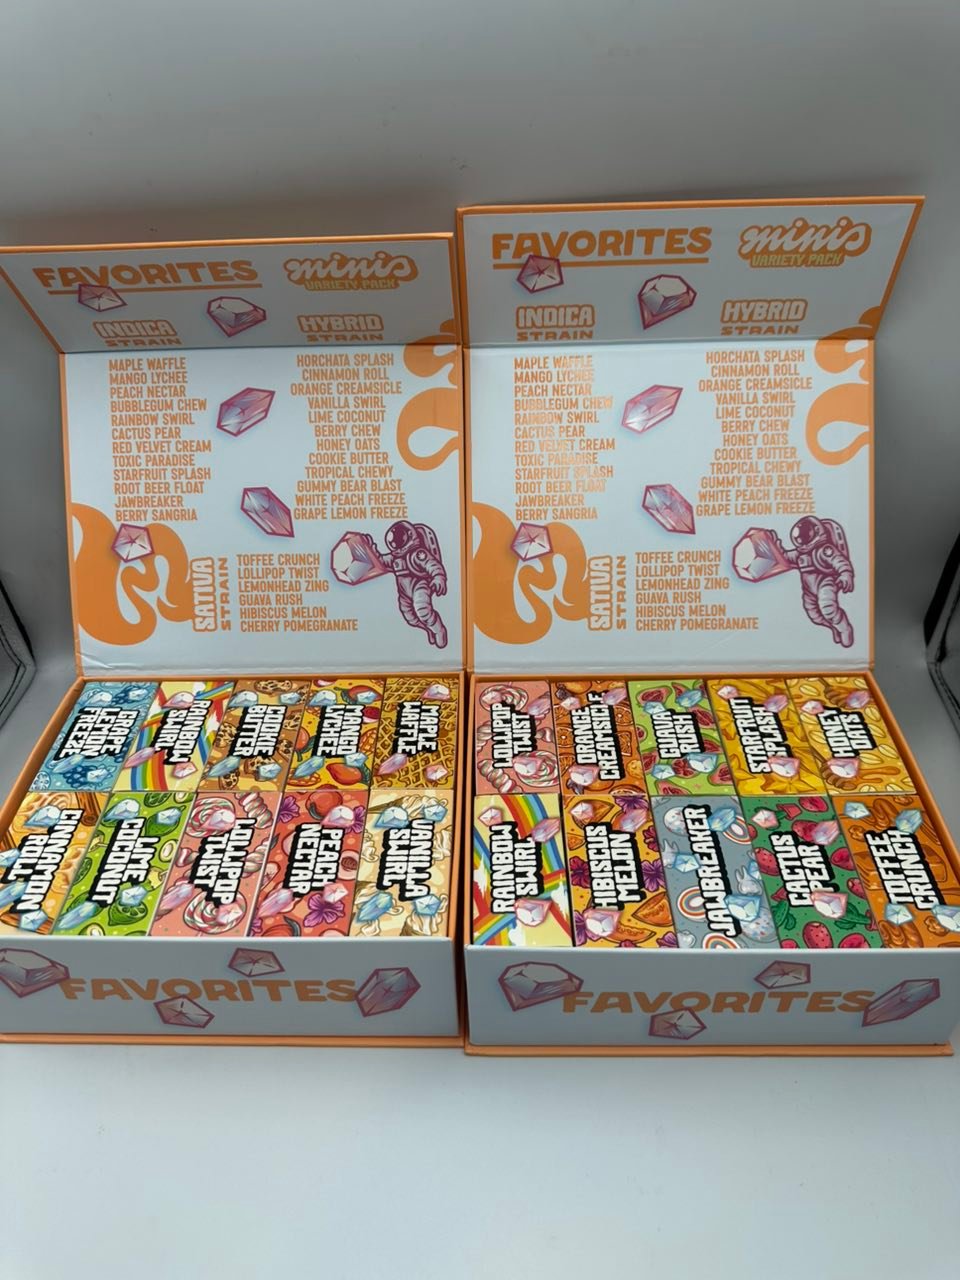 FAVORITES
minis
VARIETY PACK
INDICA
STRAIN
HYBRID
STRAIN
MAPLE WAFFLE
MANGO LYCHEE
PEACH NECTAR
BUBBLEGUM CHEW
RAINBOW SWIRL
CACTUS PEAR
RED VELVET CREAM
TOXIC PARADISE
STARFRUIT SPLASH
ROOT BEER FLOAT
JAWBREAKER
BERRY SANGRIA
HORCHATA SPLASH
CINNAMON ROLL
ORANGE CREAMSICLE
VANILLA SWIRL
LIME COCONUT
BERRY CHEW
HONEY OATS
COOKIE BUTTER
TROPICAL CHEWY
GUMMY BEAR BLAST
WHITE PEACH FREEZE
GRAPE LEMON FREEZE
SATIVA
STRAIN
TOFFEE CRUNCH
LOLLIPOP TWIST
LEMONHEAD ZING
GUAVA RUSH
HIBISCUS MELON
CHERRY POMEGRANATE
GRAPE
LEMON
FREEZE
RAINBOW
SWIRL
COOKIE
BUTTER
MANGO
LYCHEE
MAPLE
WAFFLE
CINNAMON
ROLL
LIME
COCONUT
LOLLIPOP
TWIST
PEACH
NECTAR
VANILLA
SWIRL
FAVORITES
FAVORITES
minis
VARIETY PACK
INDICA
STRAIN
HYBRID
STRAIN
MAPLE WAFFLE
MANGO LYCHEE
PEACH NECTAR
BUBBLEGUM CHEW
RAINBOW SWIRL
CACTUS PEAR
RED VELVET CREAM
TOXIC PARADISE
STARFRUIT SPLASH
ROOT BEER FLOAT
JAWBREAKER
BERRY SANGRIA
HORCHATA SPLASH
CINNAMON ROLL
ORANGE CREAMSICLE
VANILLA SWIRL
LIME COCONUT
BERRY CHEW
HONEY OATS
COOKIE BUTTER
TROPICAL CHEWY
GUMMY BEAR BLAST
WHITE PEACH FREEZE
GRAPE LEMON FREEZE
SATIVA
STRAIN
TOFFEE CRUNCH
LOLLIPOP TWIST
LEMONHEAD ZING
GUAVA RUSH
HIBISCUS MELON
CHERRY POMEGRANATE
LOLLIPOP
TWIST
ORANGE
CREAMSICLE
GUAVA
RUSH
STARFRUIT
SPLASH
HONEY
OATS
RAINBOW
SWIRL
HIBISCUS
MELON
JAWBREAKER
CACTUS
PEAR
TOFFEE
CRUNCH
FAVORITES